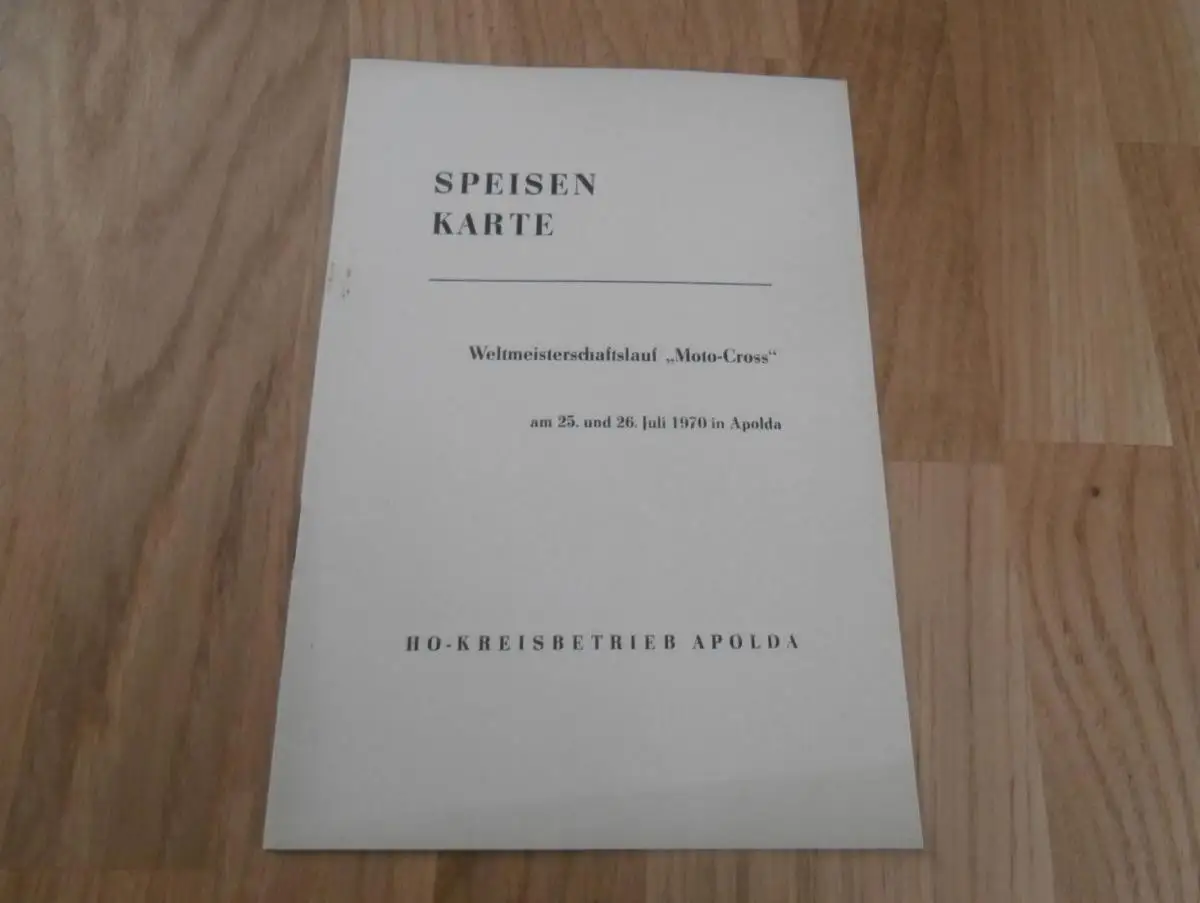 SPEISEN
KARTE
Weltmeisterschaftslauf „Moto-Cross“
am 25. und 26. Juli 1970 in Apolda
HO-KREISBETRIEB APOLDA